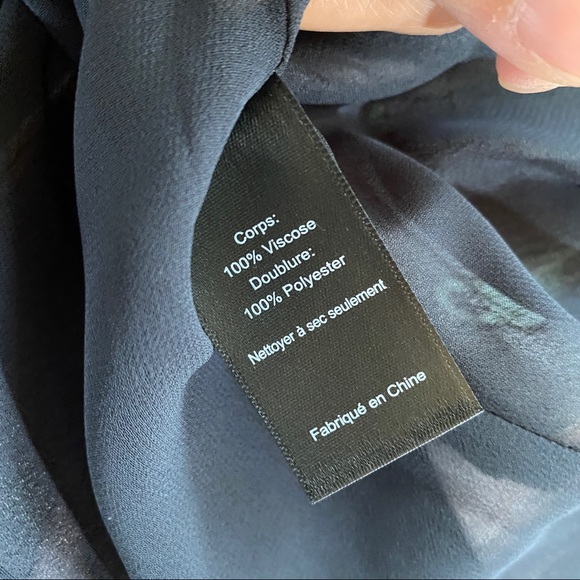 Corps:
100% Viscose
Doublure:
100% Polyester
Nettoyer à sec seulement
Fabriqué en Chine